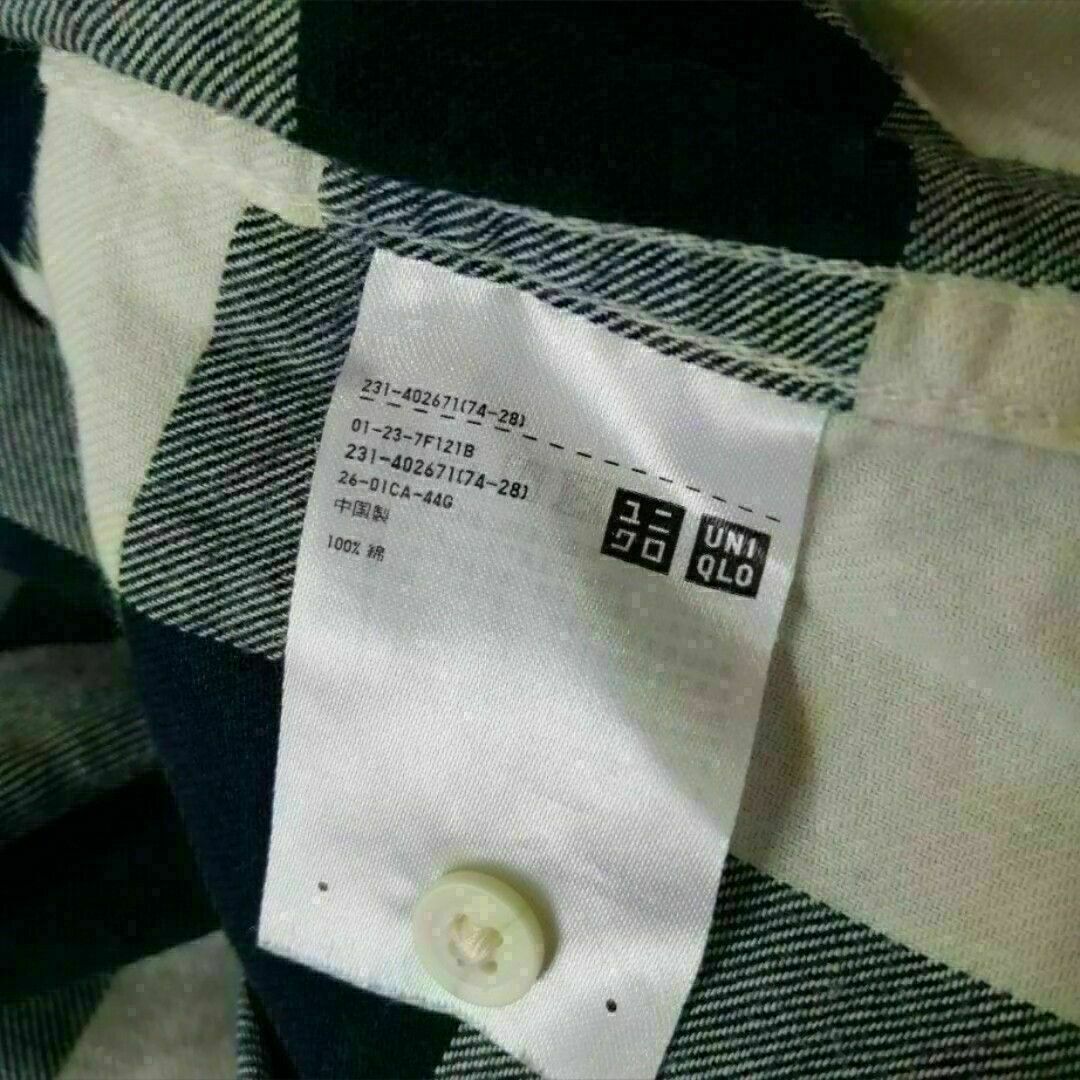 231-402671(74-28)
01-23-7F121B
231-402671(74-28)
26-01CA-44G
中国製
100% 綿
ユニ
クロ
UNI
QLO